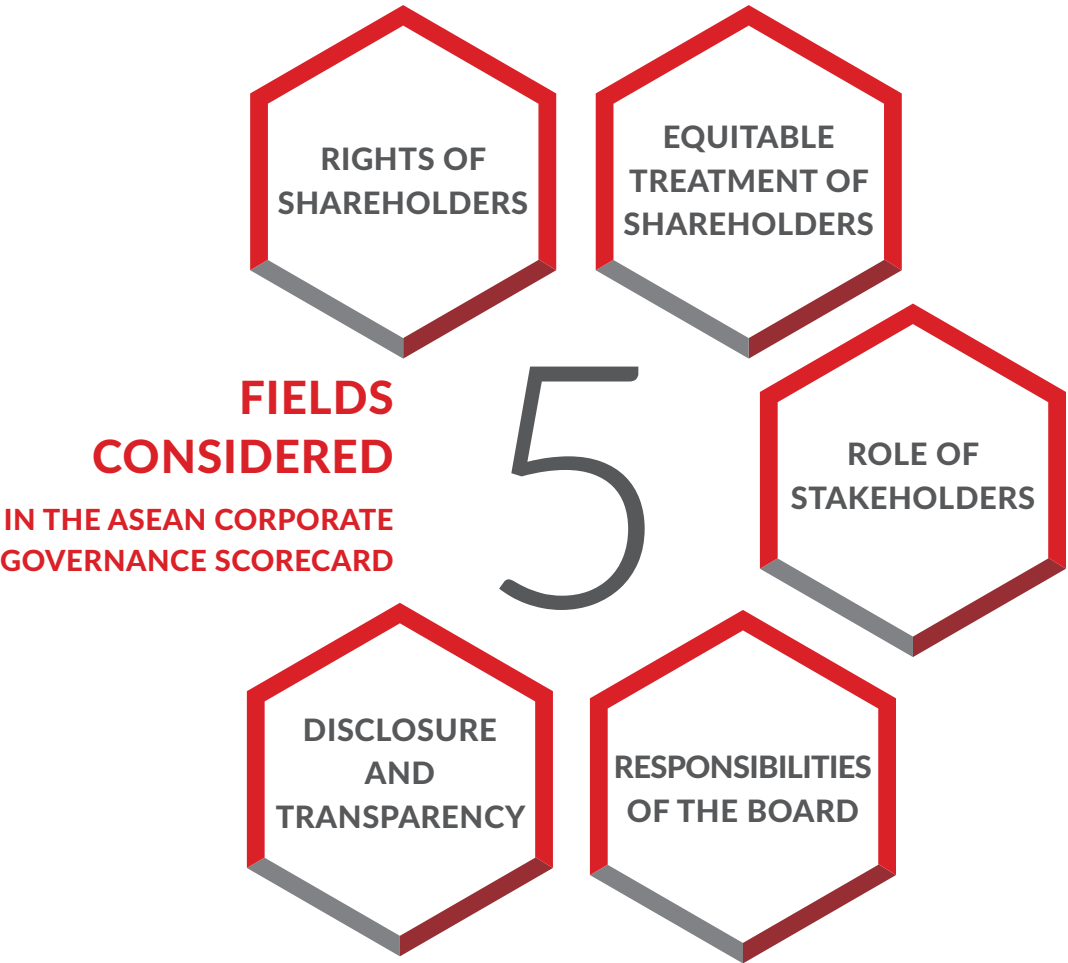 RIGHTS OF
SHAREHOLDERS
EQUITABLE
TREATMENT OF
SHAREHOLDERS
5
FIELDS
CONSIDERED
IN THE ASEAN CORPORATE
GOVERNANCE SCORECARD
ROLE OF
STAKEHOLDERS
DISCLOSURE
AND
TRANSPARENCY
RESPONSIBILITIES
OF THE BOARD